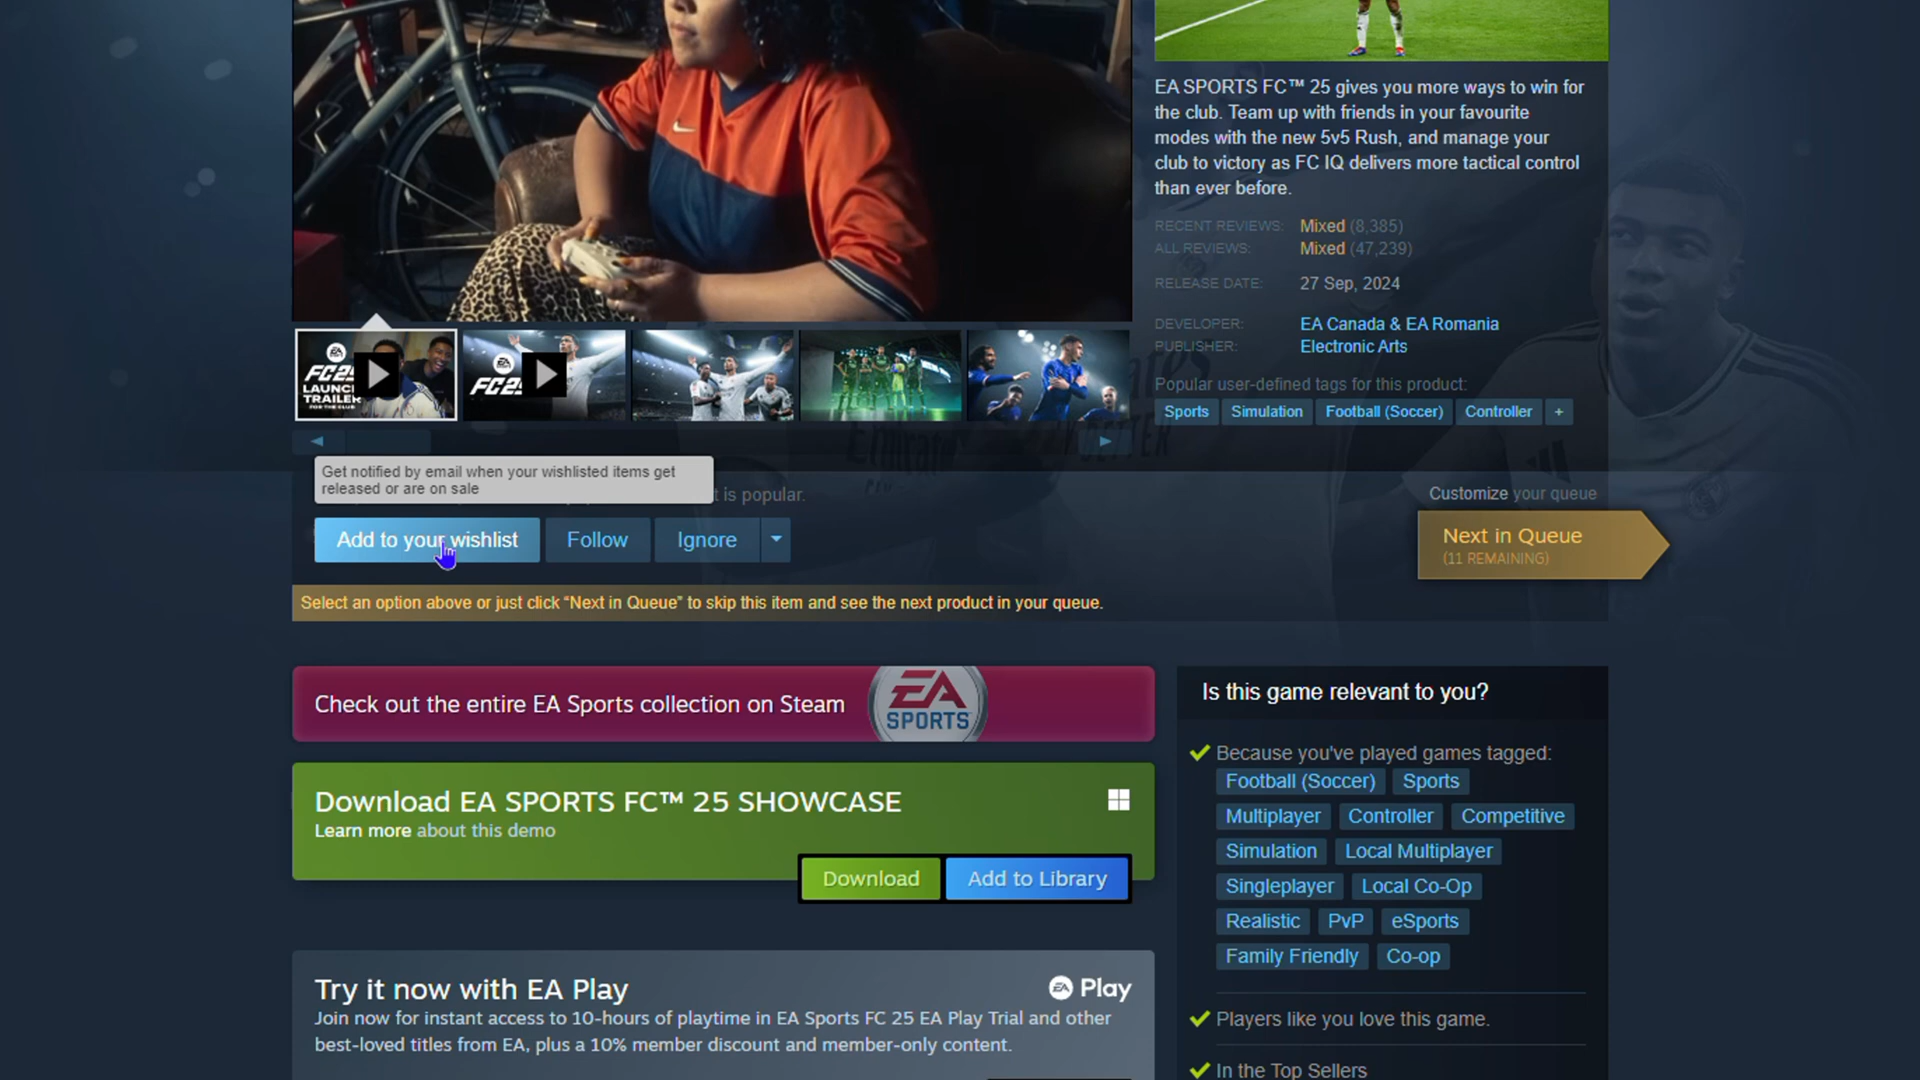 EA SPORTS FC™ 25 gives you more ways to win for
the club. Team up with friends in your favourite
modes with the new 5v5 Rush, and manage your
club to victory as FC IQ delivers more tactical control
than ever before.
RECENT REVIEWS: Mixed (8,385)
ALL REVIEWS: Mixed (47,239)
RELEASE DATE: 27 Sep, 2024
DEVELOPER: EA Canada & EA Romania
PUBLISHER: Electronic Arts
Popular user-defined tags for this product:
Sports Simulation Football (Soccer) Controller +
EA
FC25
LAUNCH
TRAILER
FOR THE CLUB
EA
FC25
Get notified by email when your wishlisted items get
released or are on sale
t is popular.
Customize your queue
Add to your wishlist Follow Ignore
Next in Queue
(11 REMAINING)
Select an option above or just click “Next in Queue” to skip this item and see the next product in your queue.
Check out the entire EA Sports collection on Steam
EA
SPORTS
Download EA SPORTS FC™ 25 SHOWCASE
Learn more about this demo
Download Add to Library
Try it now with EA Play
EA Play
Join now for instant access to 10-hours of playtime in EA Sports FC 25 EA Play Trial and other
best-loved titles from EA, plus a 10% member discount and member-only content.
Is this game relevant to you?
Because you've played games tagged:
Football (Soccer) Sports
Multiplayer Controller Competitive
Simulation Local Multiplayer
Singleplayer Local Co-Op
Realistic PvP eSports
Family Friendly Co-op
Players like you love this game.
In the Top Sellers